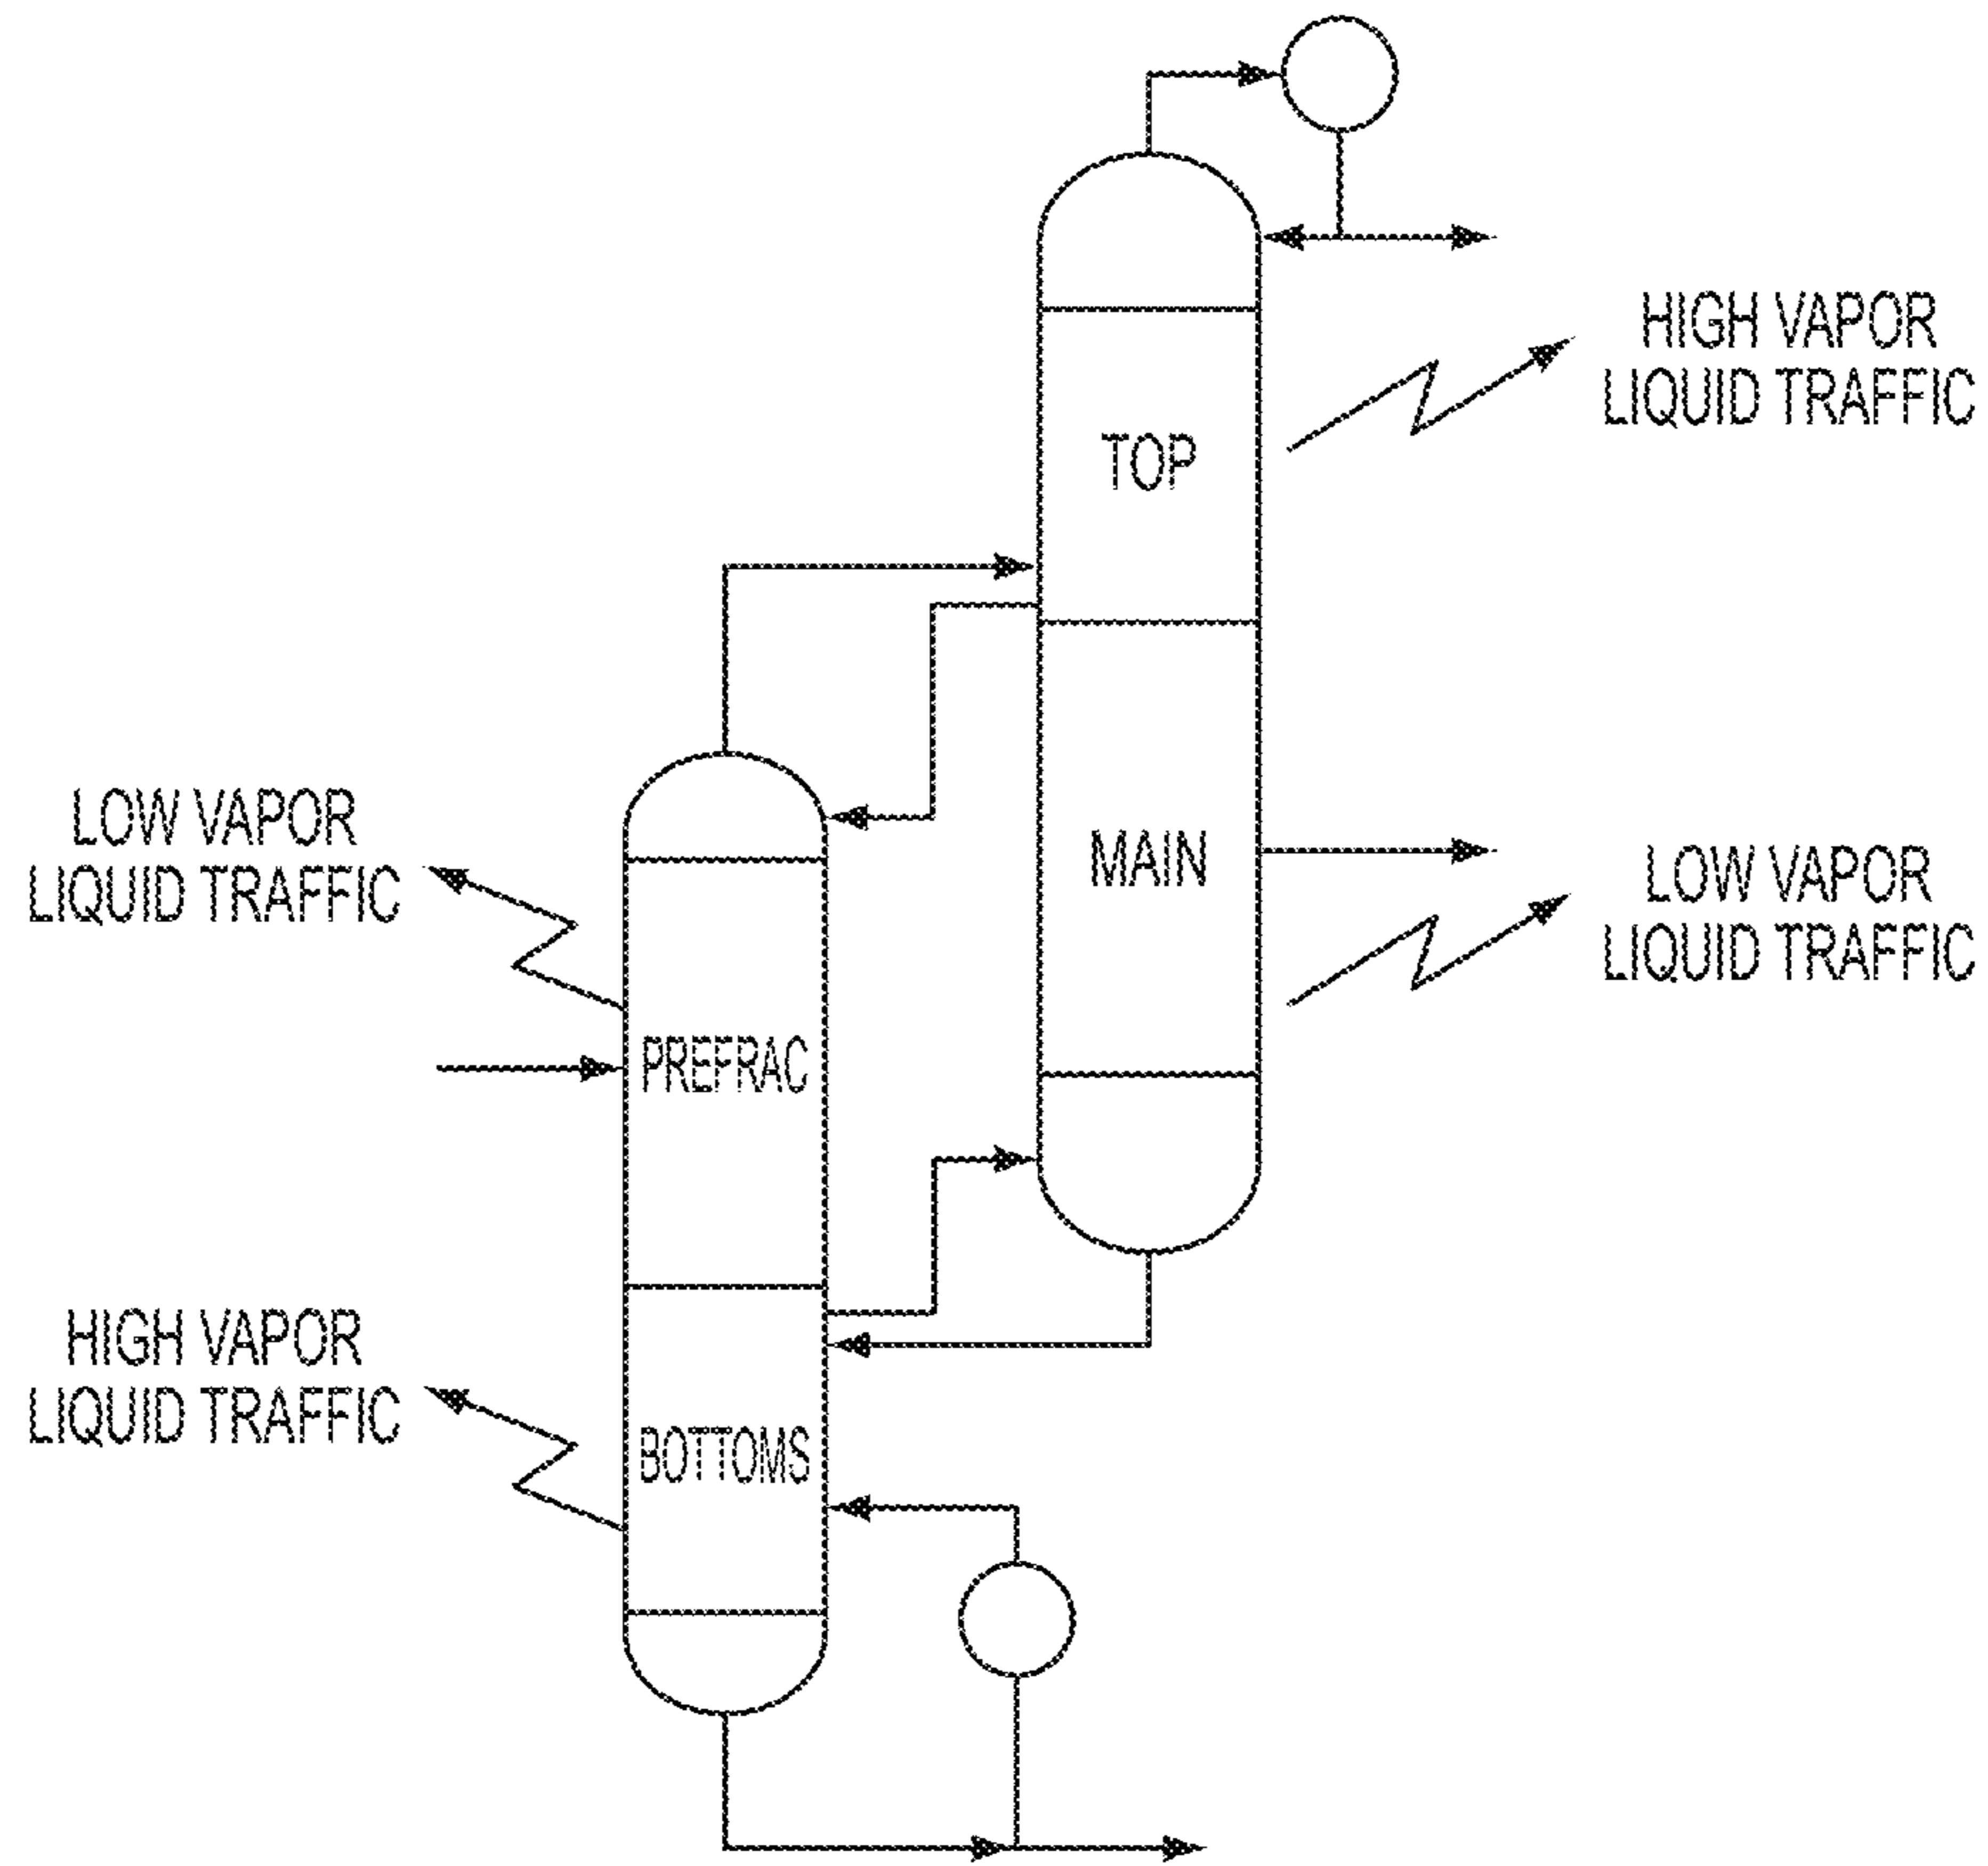 HIGH VAPOR
LIQUID TRAFFIC
TOP
LOW VAPOR
LIQUID TRAFFIC
MAIN
LOW VAPOR
LIQUID TRAFFIC
PREFRAC
HIGH VAPOR
LIQUID TRAFFIC
BOTTOMS